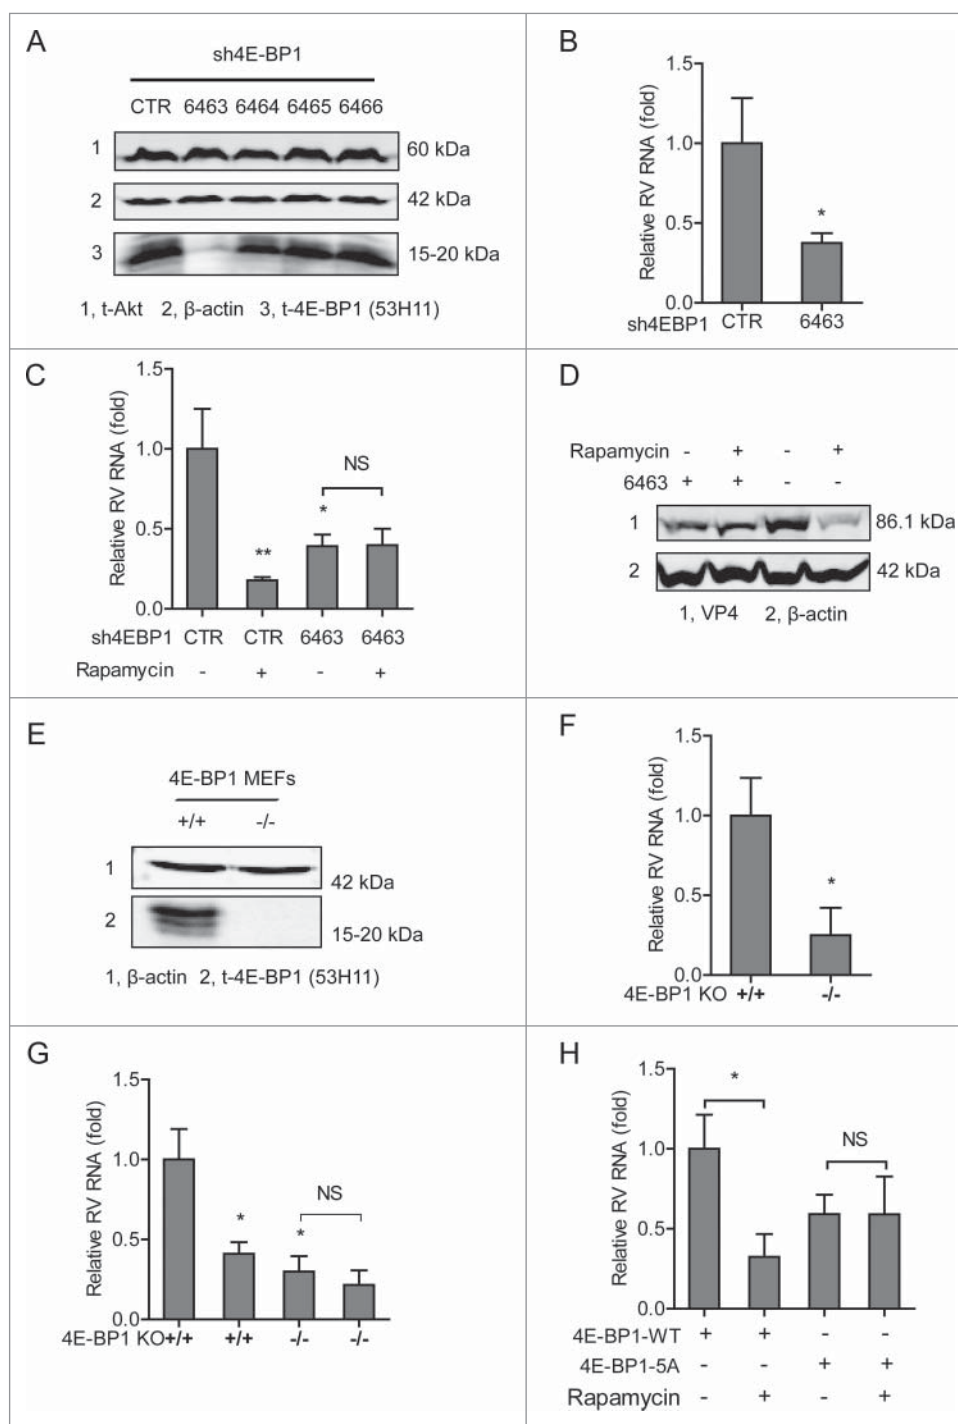 A
sh4E-BP1
CTR 6463 6464 6465 6466
1 60 kDa
2 42 kDa
3 15-20 kDa
1, t-Akt 2, β-actin 3, t-4E-BP1 (53H11)
B
Relative RV RNA (fold)
1.5
1.0
0.5
0.0
*
sh4EBP1 CTR 6463
C
Relative RV RNA (fold)
1.5
1.0
0.5
0.0
NS
**
*
sh4EBP1 CTR CTR 6463 6463
Rapamycin - + - +
D
Rapamycin - + - +
6463 + + - -
1 86.1 kDa
2 42 kDa
1, VP4 2, β-actin
E
4E-BP1 MEFs
+/+ -/-
1 42 kDa
2 15-20 kDa
1, β-actin 2, t-4E-BP1 (53H11)
F
Relative RV RNA (fold)
1.5
1.0
0.5
0.0
*
4E-BP1 KO +/+ -/-
G
Relative RV RNA (fold)
1.5
1.0
0.5
0.0
NS
* *
4E-BP1 KO+/+ +/+ -/- -/-
H
Relative RV RNA (fold)
1.5
1.0
0.5
0.0
*
NS
4E-BP1-WT + + - -
4E-BP1-5A - - + +
Rapamycin - + - +